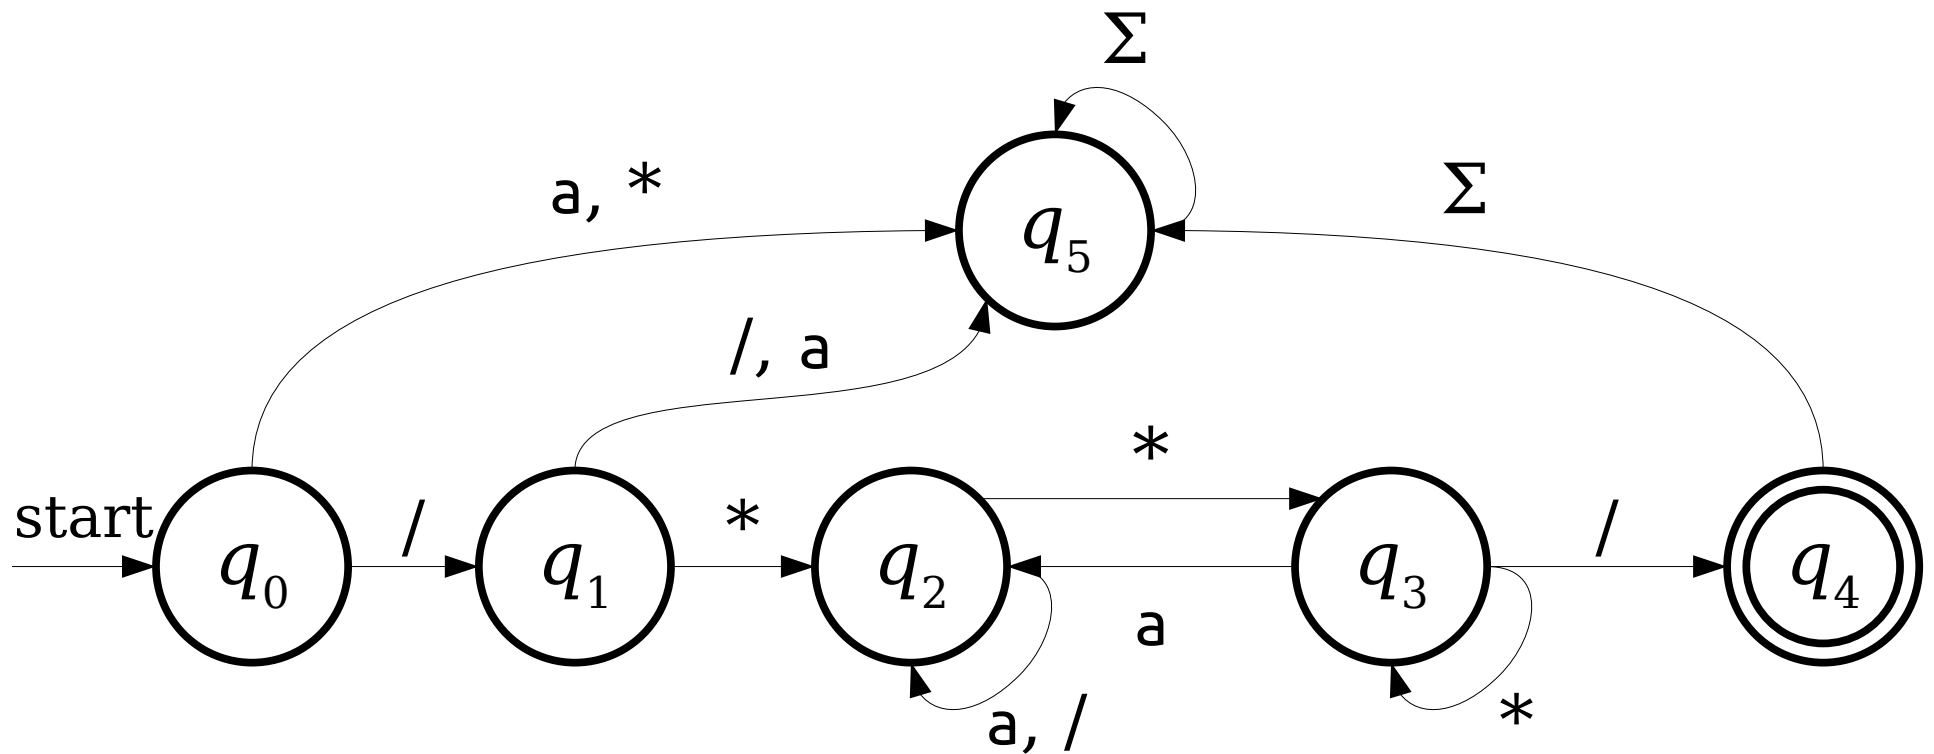 Σ
a, *
Σ
q5
/, a
*
start
/
*
/
q0
q1
q2
q3
q4
a
a, /
*